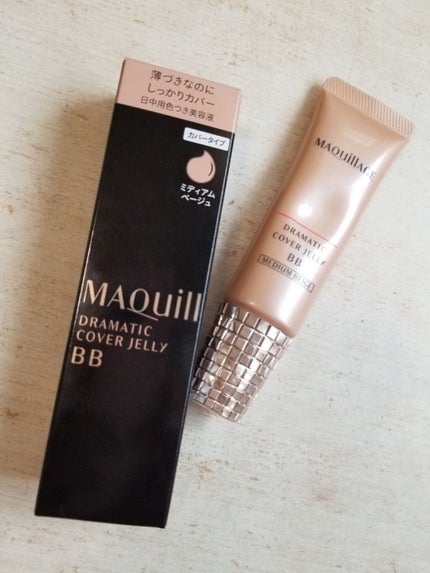 薄づきなのに
しっかりカバー
日中用色つき美容液
カバータイプ
ミディアム
ベージュ
MAQuill
DRAMATIC
COVER JELLY
BB
MAQuillAGE
DRAMATIC
COVER JELLY
BB
MEDIUM BEIGE